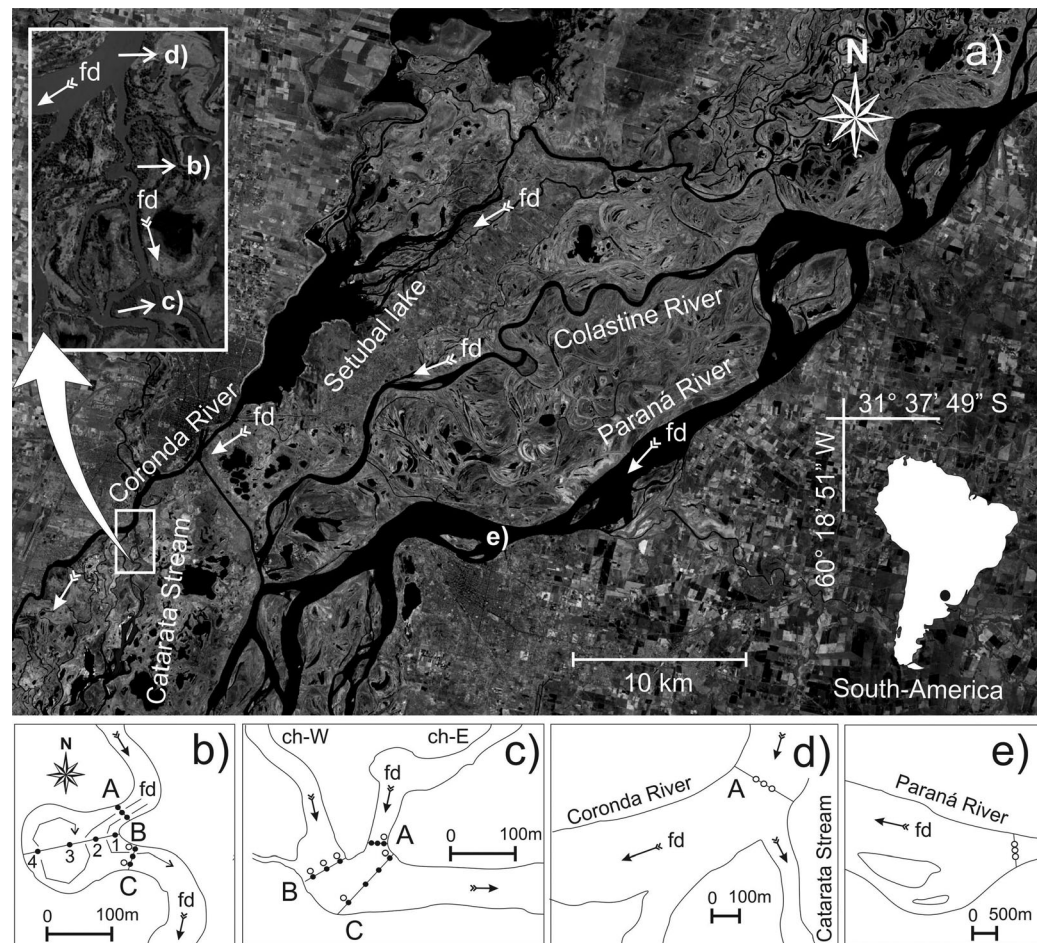 a)
N
d)
fd
b)
fd
c)
fd
Setubal lake
fd
Colastine River
Paraná River
fd
Coronda River
fd
e)
Catarata Stream
31° 37’ 49” S
60° 18’ 51” W
10 km
South-America
b)
N
fd
A
B
1
2
3
4
C
fd
0 100m
c)
ch-W
ch-E
fd
A
0 100m
B
C
d)
Coronda River
A
Catarata Stream
fd
0 100m
e)
Paraná River
fd
0 500m